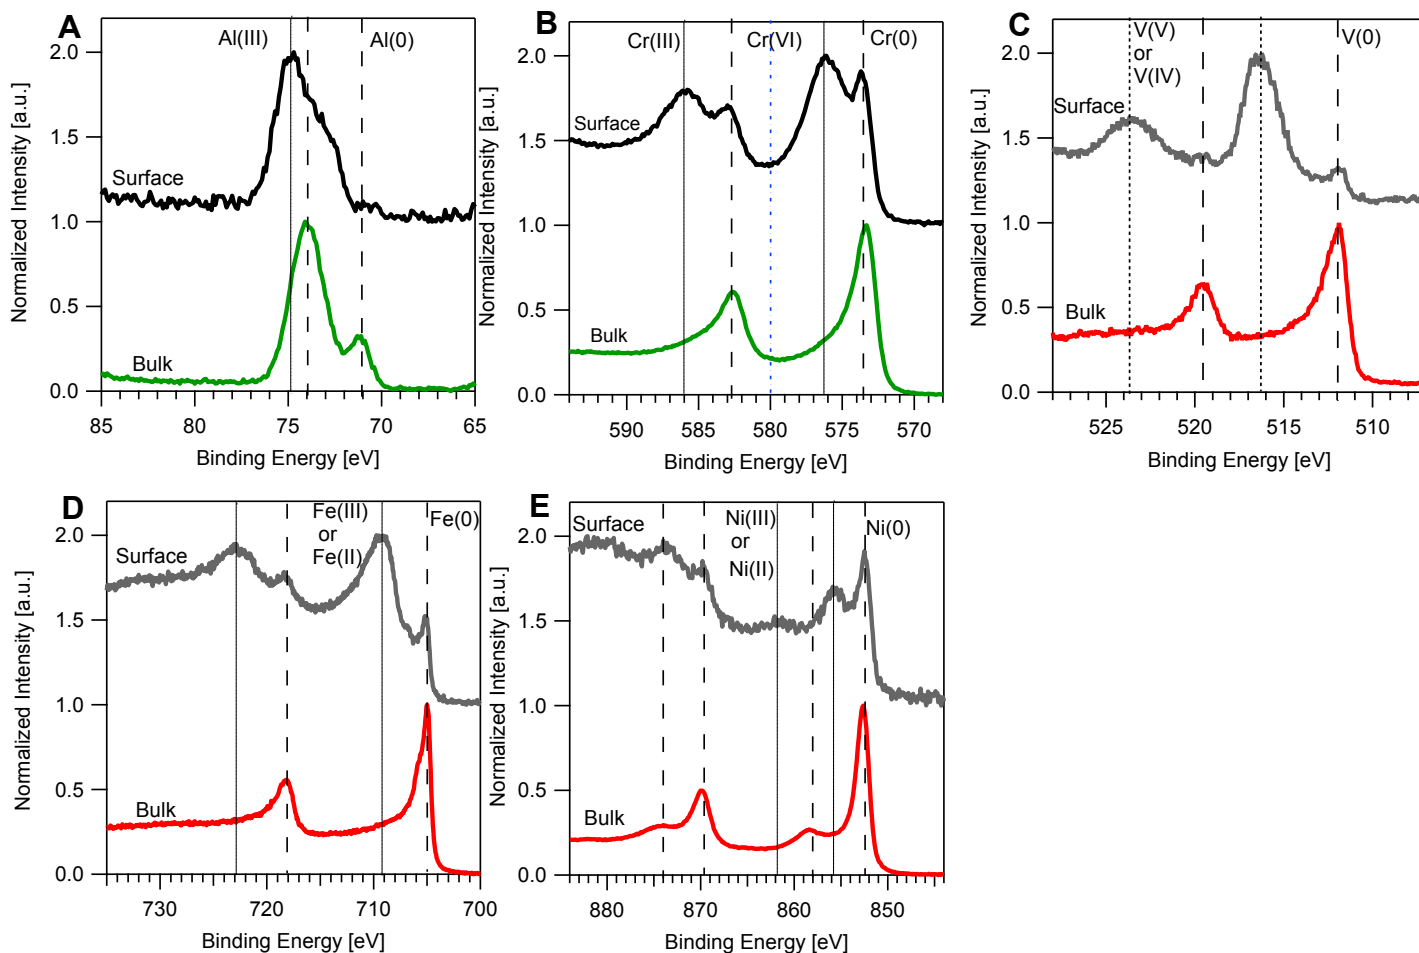 A
Al(III)
Al(0)
Surface
Bulk
2.0
1.5
1.0
0.5
0.0
85
80
75
70
65
Normalized Intensity [a.u.]
Binding Energy [eV]
B
Cr(III)
Cr(VI)
Cr(0)
Surface
Bulk
2.0
1.5
1.0
0.5
0.0
590
585
580
575
570
Normalized Intensity [a.u.]
Binding Energy [eV]
C
V(V)
or
V(IV)
V(0)
Surface
Bulk
2.0
1.5
1.0
0.5
0.0
525
520
515
510
Normalized Intensity [a.u.]
Binding Energy [eV]
D
Fe(III)
or
Fe(II)
Fe(0)
Surface
Bulk
2.0
1.5
1.0
0.5
0.0
730
720
710
700
Normalized Intensity [a.u.]
Binding Energy [eV]
E
Surface
Ni(III)
or
Ni(II)
Ni(0)
Bulk
2.0
1.5
1.0
0.5
0.0
880
870
860
850
Normalized Intensity [a.u.]
Binding Energy [eV]